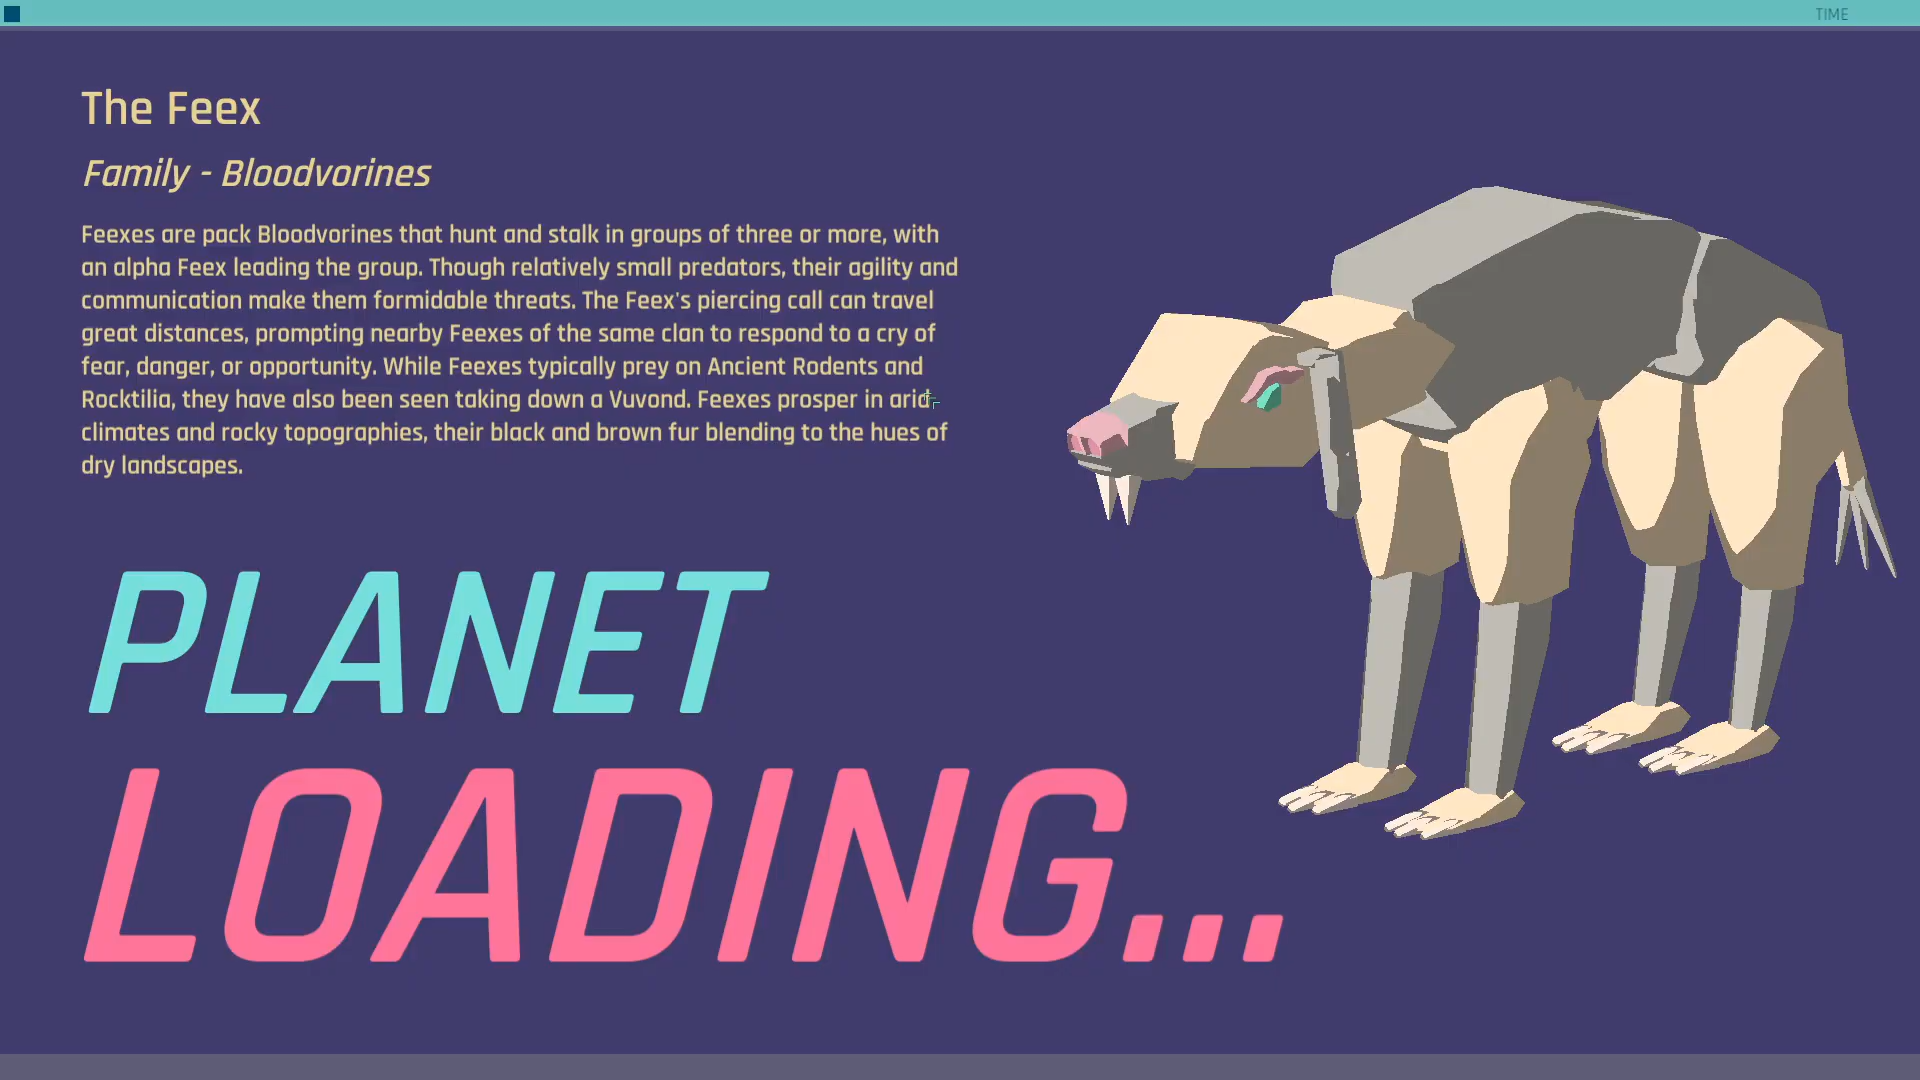 TIME
The Feex
Family - Bloodvorines
Feexes are pack Bloodvorines that hunt and stalk in groups of three or more, with
an alpha Feex leading the group. Though relatively small predators, their agility and
communication make them formidable threats. The Feex's piercing call can travel
great distances, prompting nearby Feexes of the same clan to respond to a cry of
fear, danger, or opportunity. While Feexes typically prey on Ancient Rodents and
Rocktilia, they have also been seen taking down a Vuvond. Feexes prosper in arid
climates and rocky topographies, their black and brown fur blending to the hues of
dry landscapes.
PLANET
LOADING...